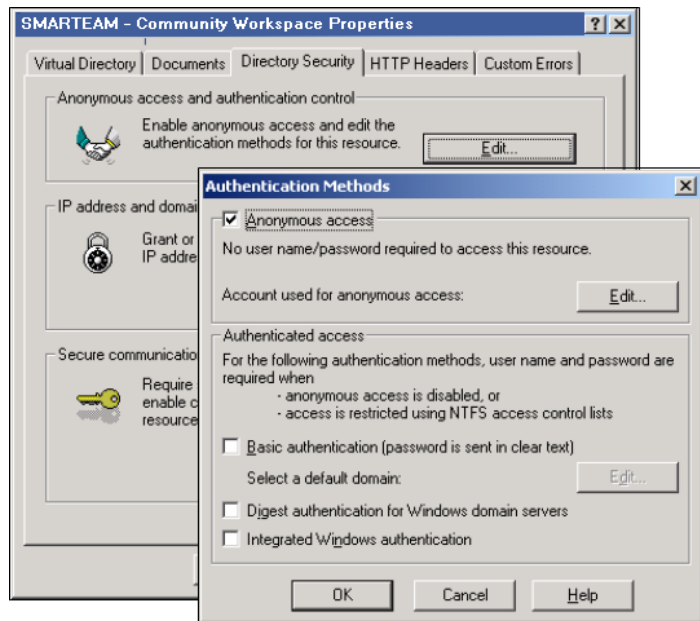 SMARTEAM - Community Workspace Properties
Virtual Directory
Documents
Directory Security
HTTP Headers
Custom Errors
Anonymous access and authentication control
Enable anonymous access and edit the
authentication methods for this resource.
Edit...
IP address and
Grant or
IP
Secure
Require
enable
resource
Authentication Methods
Anonymous access
No user name/password required to access this resource.
Account used for anonymous access:
Edit...
Authenticated access
For the following authentication methods, user name and password are
required when
- anonymous access is disabled, or
- access is restricted using NTFS access control lists
Basic authentication (password is sent in clear text)
Select a default domain:
Edit...
Digest authentication for Windows domain servers
Integrated Windows authentication
OK
Cancel
Help